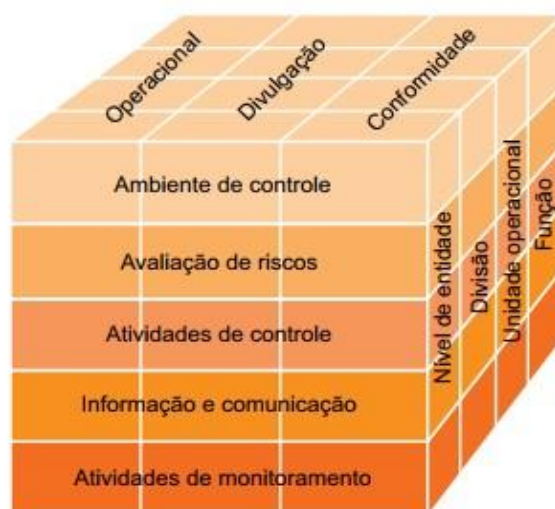 Operacional
Divulgação
Conformidade
Ambiente de controle
Avaliação de riscos
Atividades de controle
Informação e comunicação
Atividades de monitoramento
Nível de entidade
Divisão
Unidade operacional
Função